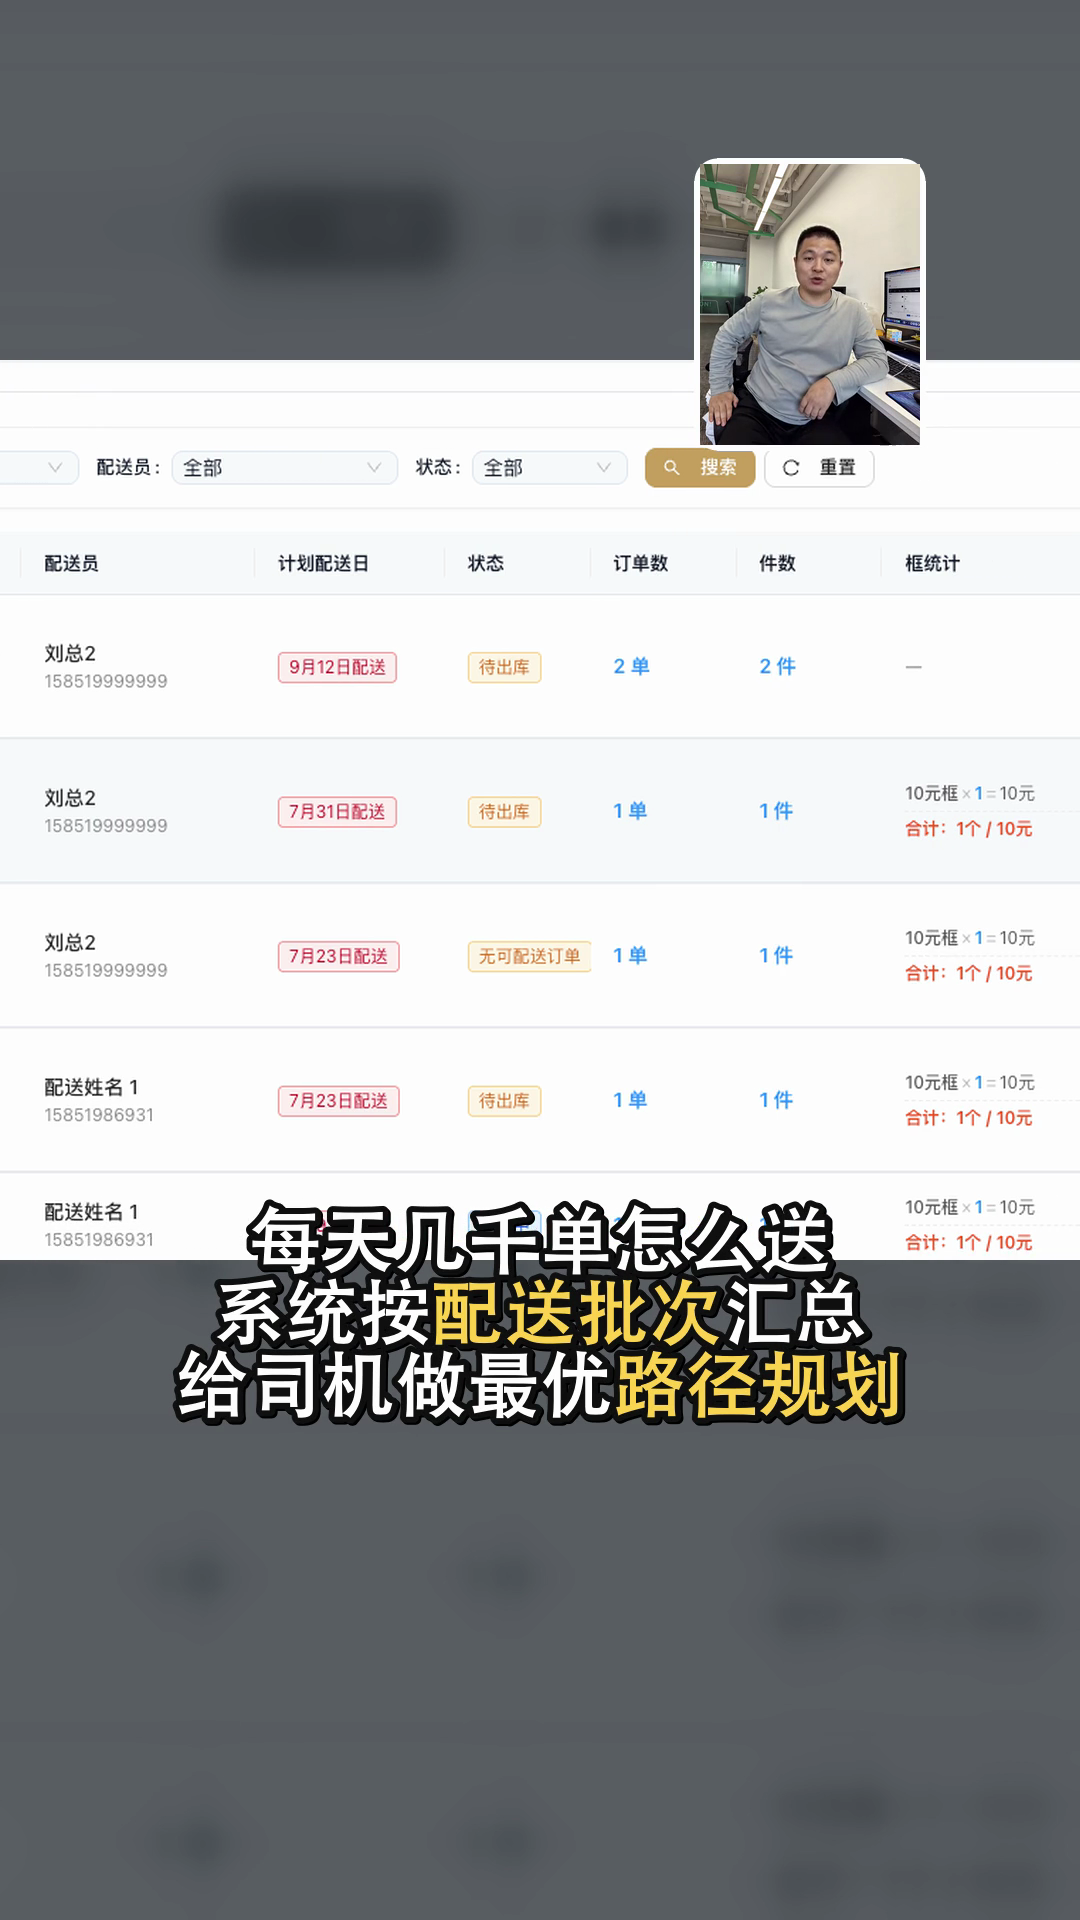 配送员: 全部 状态: 全部 搜索 重置
配送员 计划配送日 状态 订单数 件数 框统计
刘总2
158519999999
9月12日配送 待出库 2 单 2 件 —
刘总2
158519999999
7月31日配送 待出库 1 单 1 件
10元框×1=10元
合计: 1个 / 10元
刘总2
158519999999
7月23日配送 无可配送订单 1 单 1 件
10元框×1=10元
合计: 1个 / 10元
配送姓名 1
15851986931
7月23日配送 待出库 1 单 1 件
10元框×1=10元
合计: 1个 / 10元
配送姓名 1
15851986931
10元框×1=10元
合计: 1个 / 10元
每天几千单怎么送
系统按配送批次汇总
给司机做最优路径规划